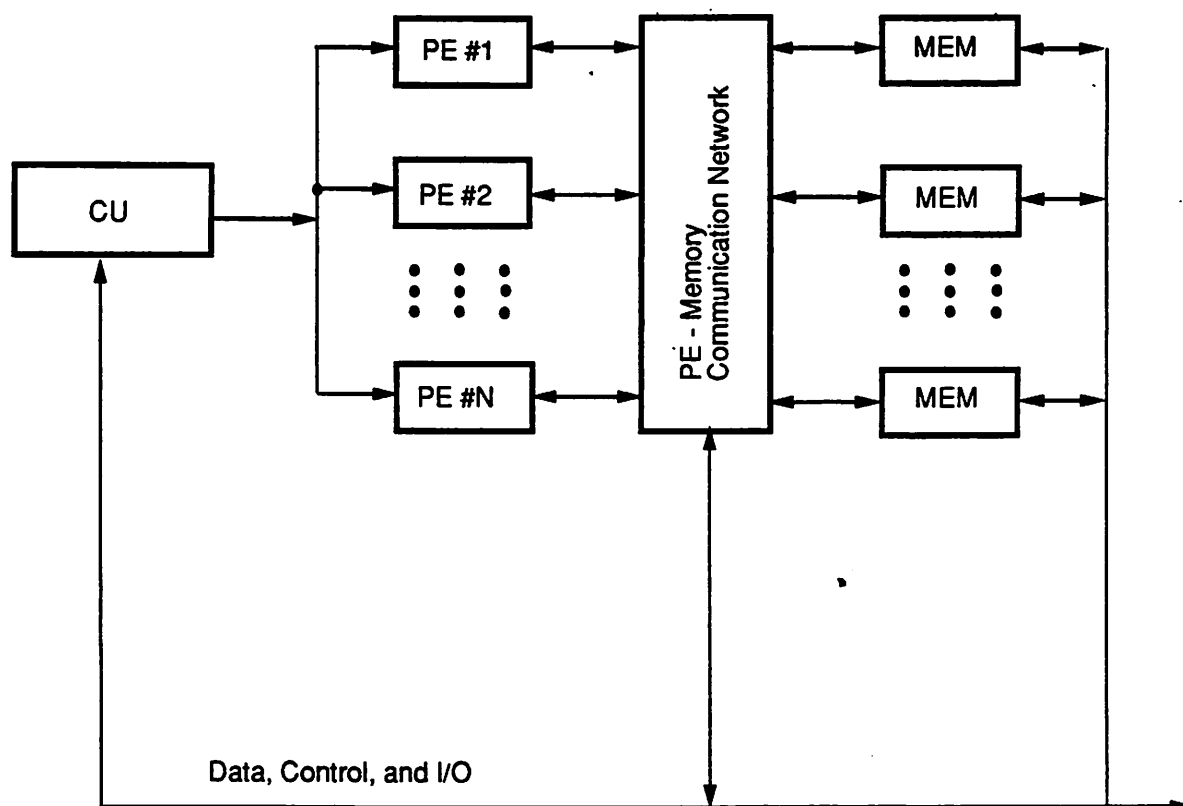 PE #1
MEM
CU
PE #2
MEM
PE - Memory
Communication Network
PE #N
MEM
Data, Control, and I/O